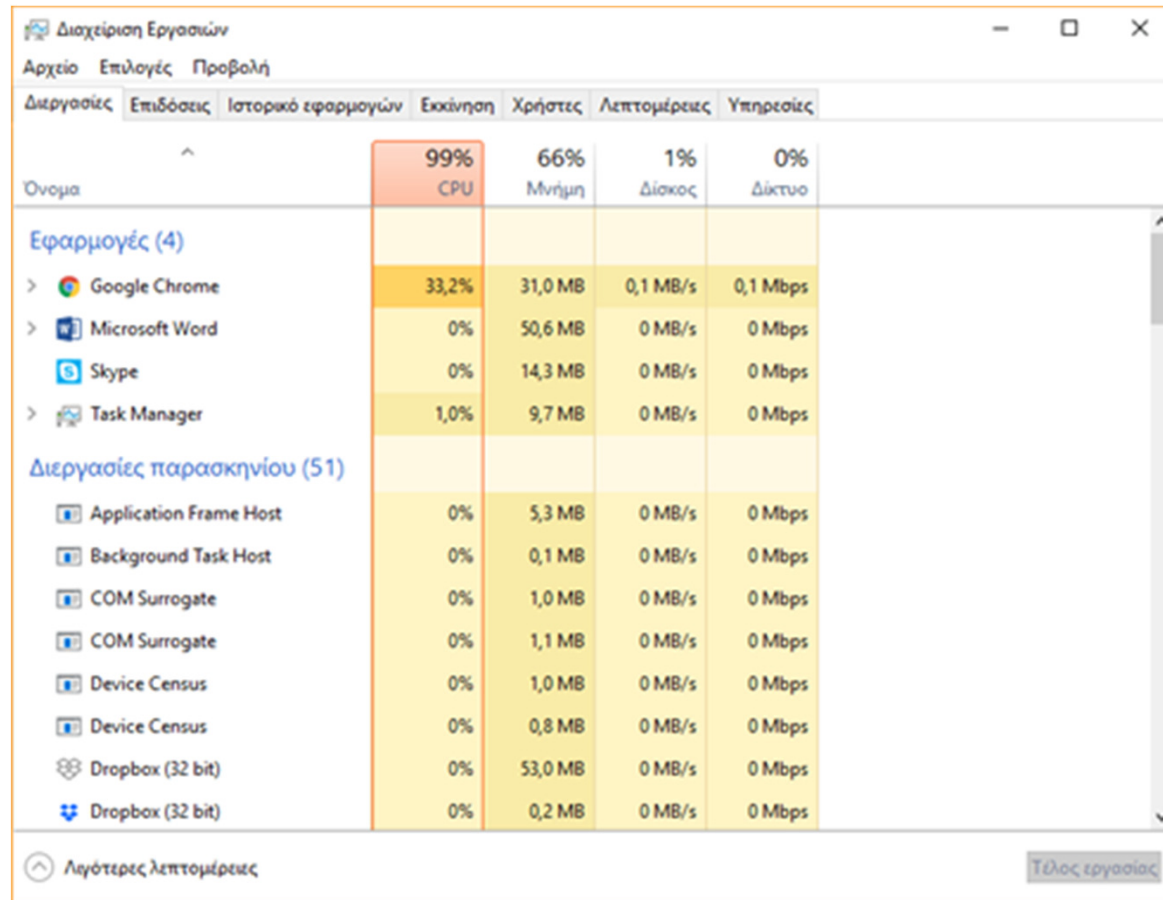 Διαχείριση Εργασιών
Αρχείο Επιλογές Προβολή
Διεργασίες Επιδόσεις Ιστορικό εφαρμογών Εκκίνηση Χρήστες Λεπτομέρειες Υπηρεσίες
99% 66% 1% 0%
Όνομα CPU Μνήμη Δίσκος Δίκτυο
Εφαρμογές (4)
Google Chrome 33,2% 31,0 MB 0,1 MB/s 0,1 Mbps
Microsoft Word 0% 50,6 MB 0 MB/s 0 Mbps
Skype 0% 14,3 MB 0 MB/s 0 Mbps
Task Manager 1,0% 9,7 MB 0 MB/s 0 Mbps
Διεργασίες παρασκηνίου (51)
Application Frame Host 0% 5,3 MB 0 MB/s 0 Mbps
Background Task Host 0% 0,1 MB 0 MB/s 0 Mbps
COM Surrogate 0% 1,0 MB 0 MB/s 0 Mbps
COM Surrogate 0% 1,1 MB 0 MB/s 0 Mbps
Device Census 0% 1,0 MB 0 MB/s 0 Mbps
Device Census 0% 0,8 MB 0 MB/s 0 Mbps
Dropbox (32 bit) 0% 53,0 MB 0 MB/s 0 Mbps
Dropbox (32 bit) 0% 0,2 MB 0 MB/s 0 Mbps
Λιγότερες λεπτομέρειες Τέλος εργασίας